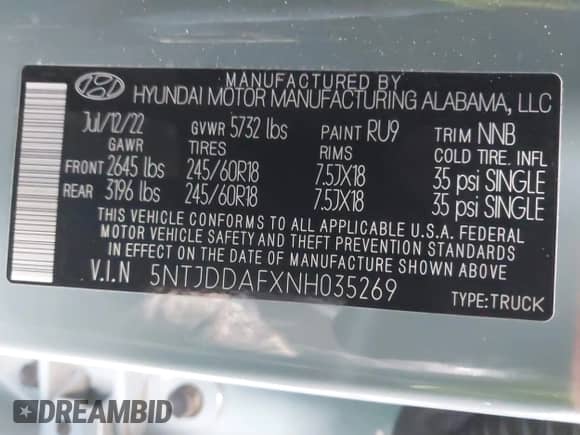 MANUFACTURED BY
HYUNDAI MOTOR MANUFACTURING ALABAMA, LLC
Jul/12/22 GVWR 5732 lbs PAINT RU9 TRIM NNB
GAWR TIRES RIMS COLD TIRE. INFL
FRONT 2645 lbs 245/60R18 7.5JX18 35 psi SINGLE
REAR 3196 lbs 245/60R18 7.5JX18 35 psi SINGLE
THIS VEHICLE CONFORMS TO ALL APPLICABLE U.S.A. FEDERAL
MOTOR VEHICLE SAFETY AND THEFT PREVENTION STANDARDS
IN EFFECT ON THE DATE OF MANUFACTURE SHOWN ABOVE.
V.I.N 5NTJDDAFXNH035269
TYPE:TRUCK
DREAMBID